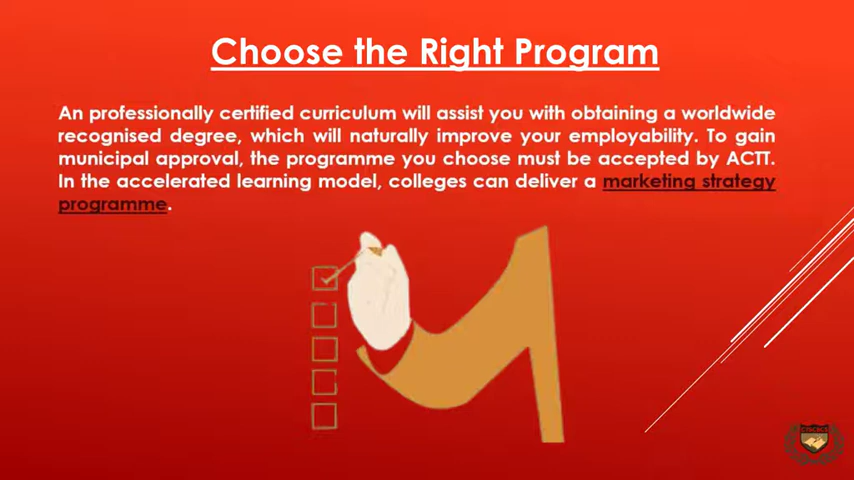 Choose the Right Program
An professionally certified curriculum will assist you with obtaining a worldwide
recognised degree, which will naturally improve your employability. To gain
municipal approval, the programme you choose must be accepted by ACTT.
In the accelerated learning model, colleges can deliver a marketing strategy
programme.